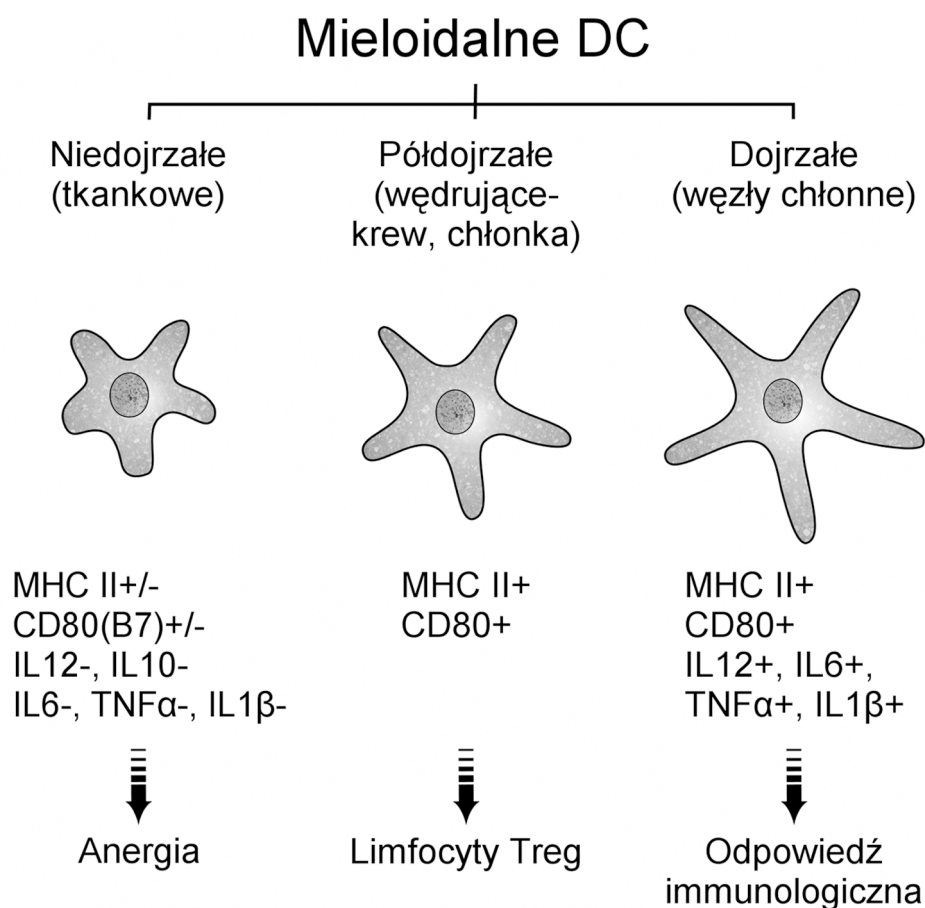 Mieloidalne DC
Niedojrzałe
(tkankowe)
Półdojrzałe
(wędrujące-
krew, chłonka)
Dojrzałe
(węzły chłonne)
MHC II+/-
CD80(B7)+/-
IL12-, IL10-
IL6-, TNFα-, IL1β-
MHC II+
CD80+
MHC II+
CD80+
IL12+, IL6+,
TNFα+, IL1β+
Anergia
Limfocyty Treg
Odpowiedź
immunologiczna